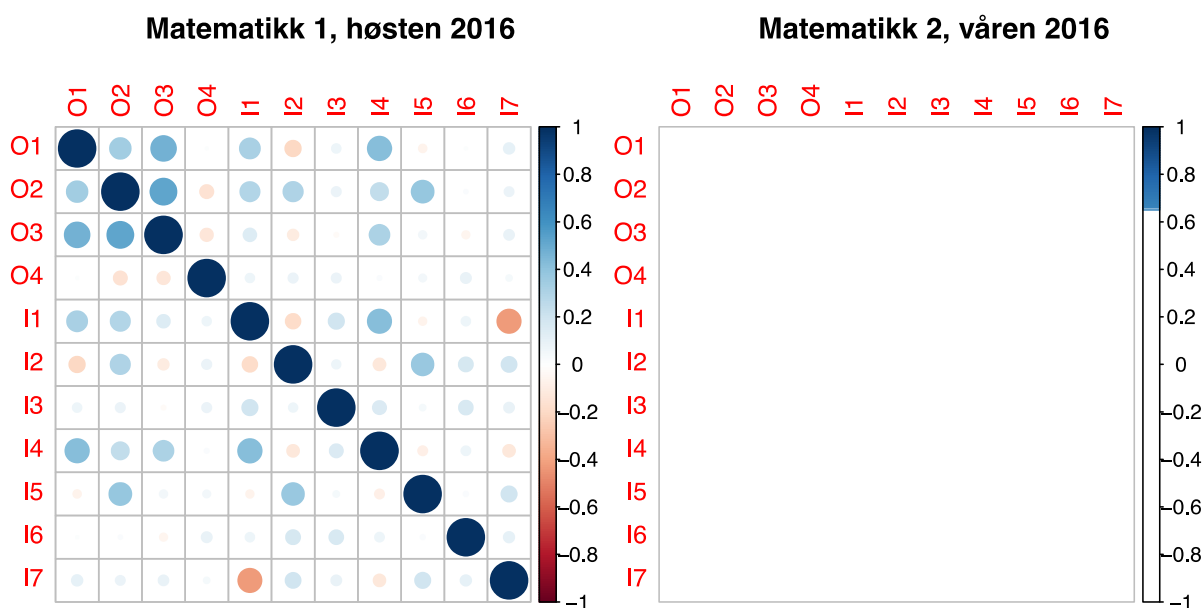 Matematikk 1, høsten 2016
O1 O2 O3 O4 I1 I2 I3 I4 I5 I6 I7
O1
O2
O3
O4
I1
I2
I3
I4
I5
I6
I7
1
0.8
0.6
0.4
0.2
0
−0.2
−0.4
−0.6
−0.8
−1
Matematikk 2, våren 2016
O1 O2 O3 O4 I1 I2 I3 I4 I5 I6 I7
O1
O2
O3
O4
I1
I2
I3
I4
I5
I6
I7
1
0.8
0.6
0.4
0.2
0
−0.2
−0.4
−0.6
−0.8
−1